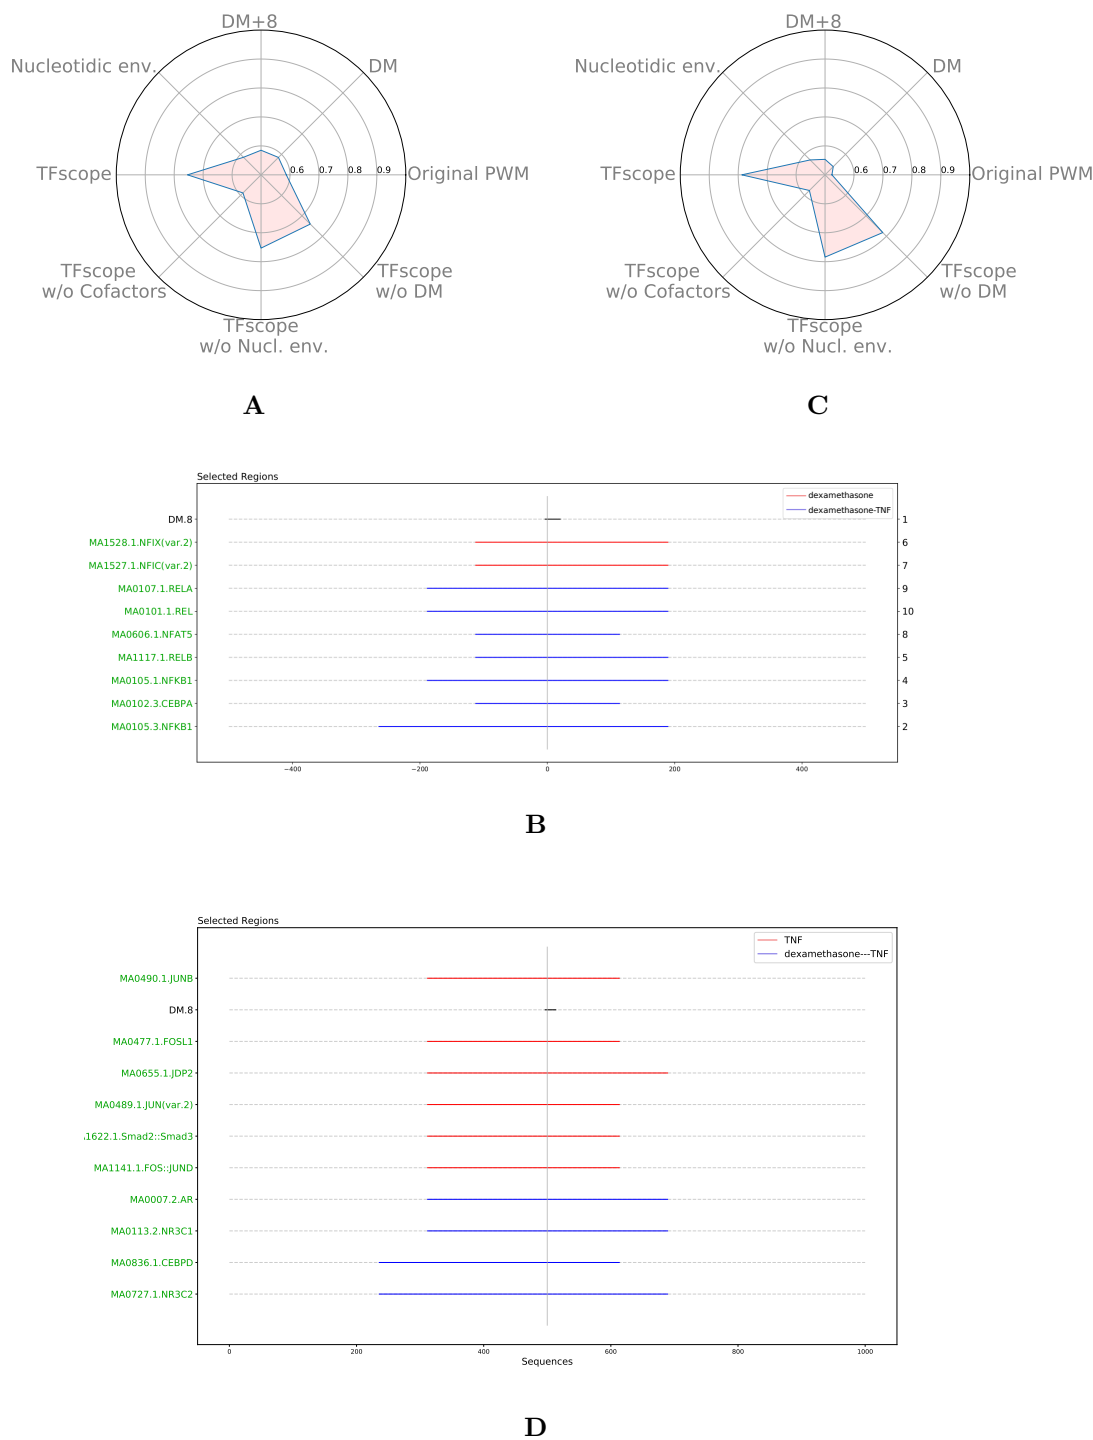 DM+8
Nucleotidic env.
DM
TFscope
0.6 0.7 0.8 0.9
Original PWM
TFscope
w/o Cofactors
TFscope
w/o DM
TFscope
w/o Nucl. env.
A
DM+8
Nucleotidic env.
DM
TFscope
0.6 0.7 0.8 0.9
Original PWM
TFscope
w/o Cofactors
TFscope
w/o DM
TFscope
w/o Nucl. env.
C
Selected Regions
dexamethasone
dexamethasone-TNF
DM.8 1
MA1528.1.NFIX(var.2) 6
MA1527.1.NFIC(var.2) 7
MA0107.1.RELA 9
MA0101.1.REL 10
MA0606.1.NFAT5 8
MA1117.1.RELB 5
MA0105.1.NFKB1 4
MA0102.3.CEBPA 3
MA0105.3.NFKB1 2
−400 −200 0 200 400
B
Selected Regions
TNF
dexamethasone---TNF
MA0490.1.JUNB
DM.8
MA0477.1.FOSL1
MA0655.1.JDP2
MA0489.1.JUN(var.2)
1622.1.Smad2::Smad3
MA1141.1.FOS::JUND
MA0007.2.AR
MA0113.2.NR3C1
MA0836.1.CEBPD
MA0727.1.NR3C2
0 200 400 600 800 1000
Sequences
D